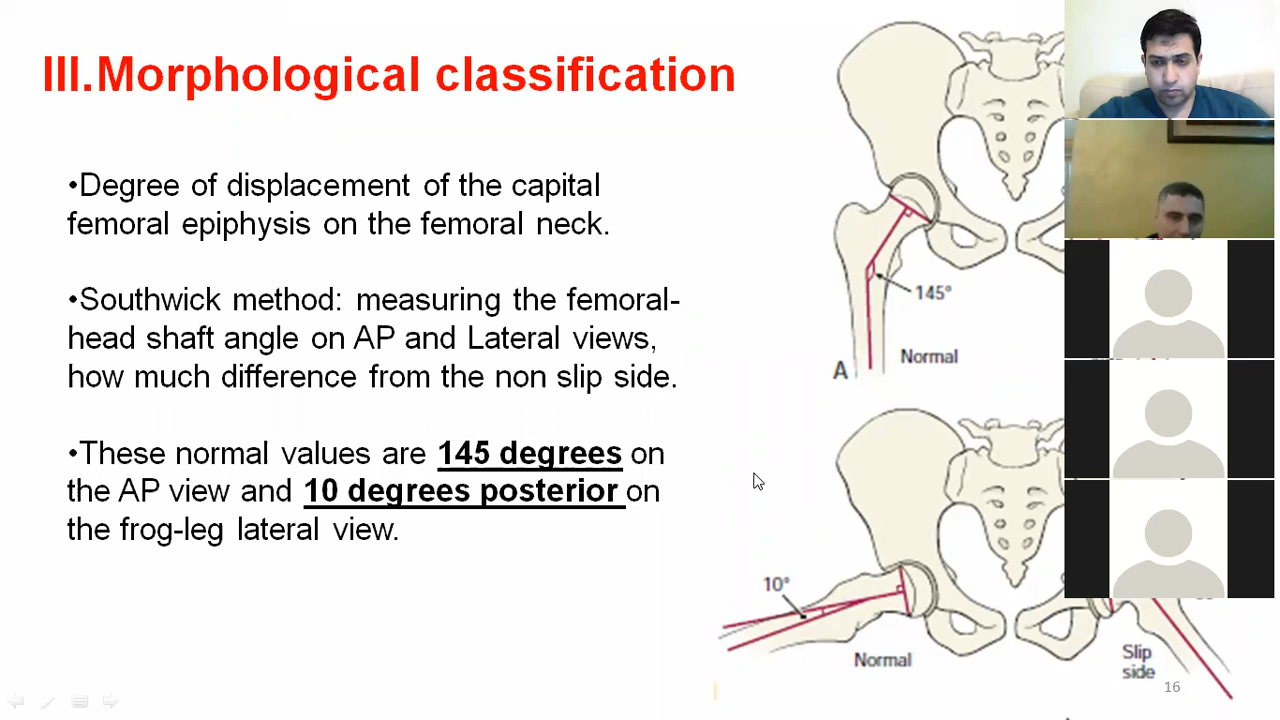 III.Morphological classification
•Degree of displacement of the capital
femoral epiphysis on the femoral neck.
•Southwick method: measuring the femoral-
head shaft angle on AP and Lateral views,
how much difference from the non slip side.
•These normal values are 145 degrees on
the AP view and 10 degrees posterior on
the frog-leg lateral view.
145°
Normal
A
10°
Normal
Slip
side
16